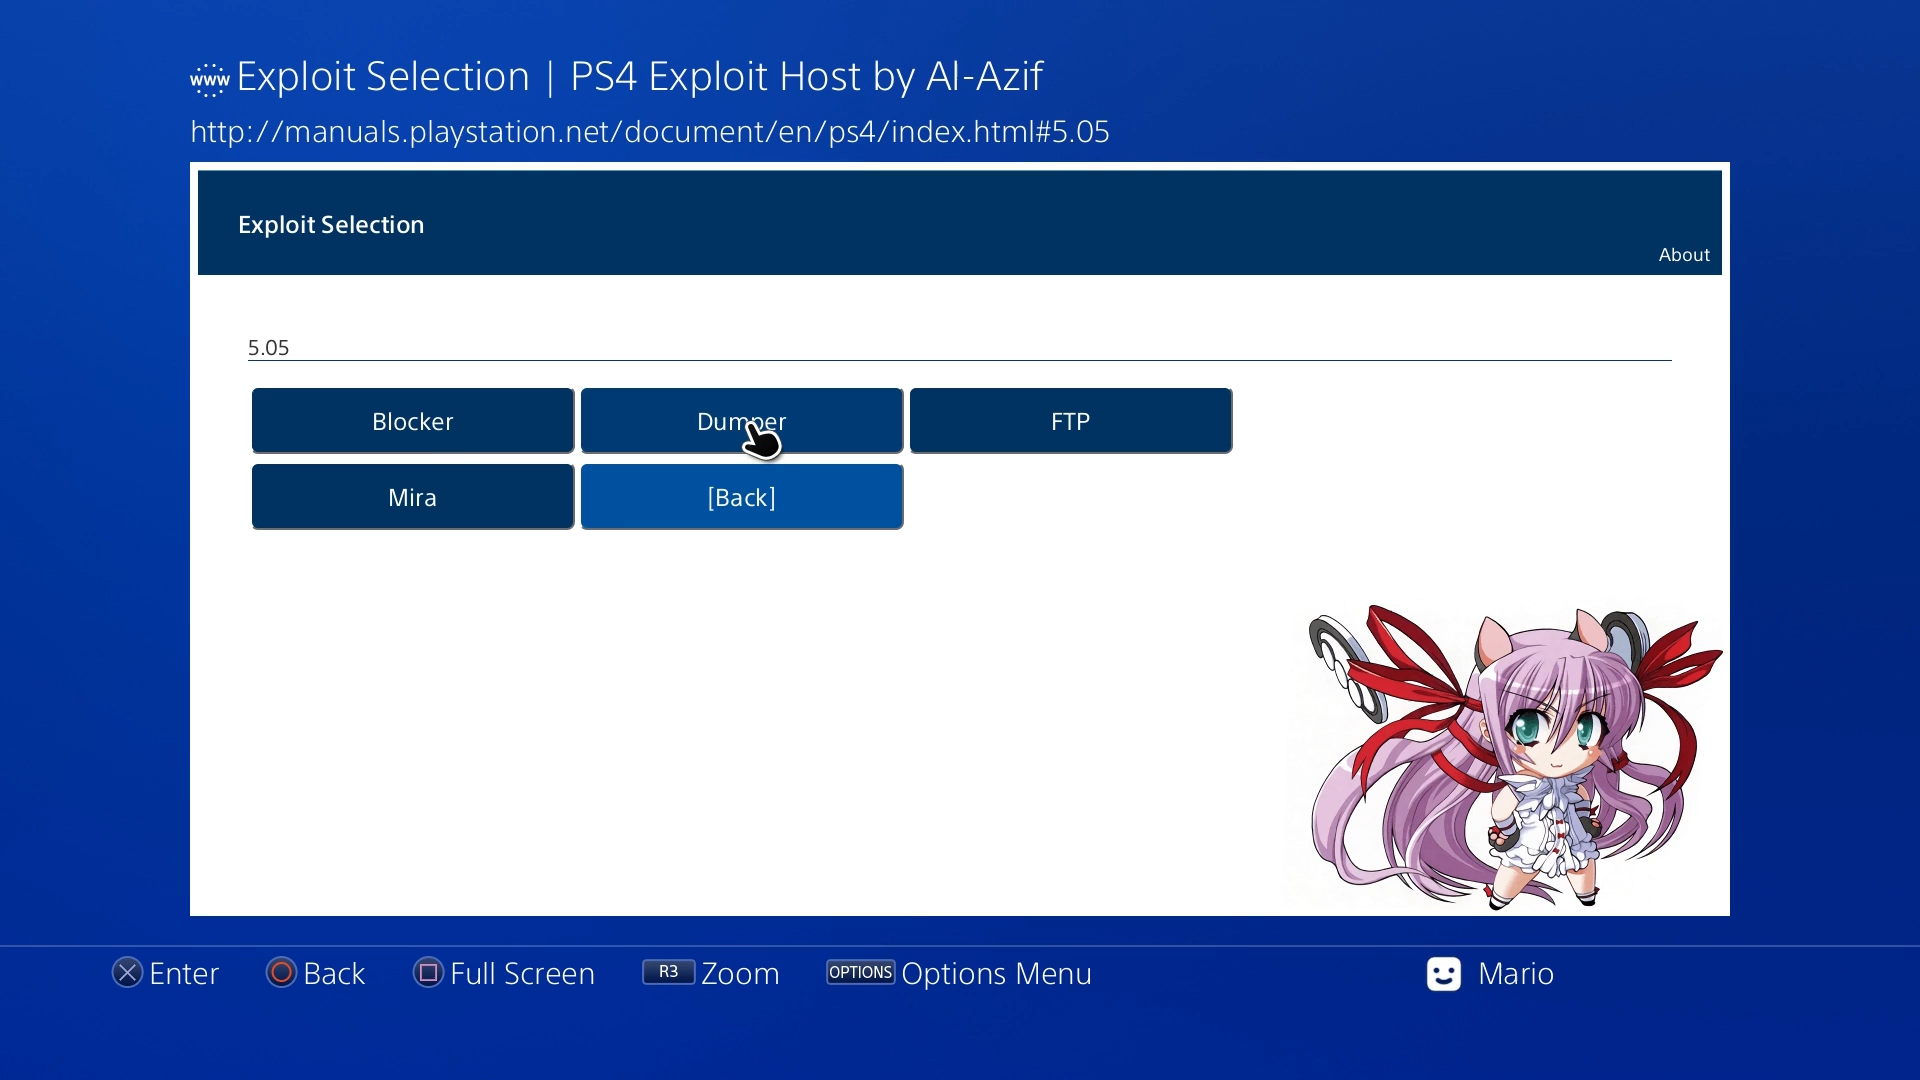 www Exploit Selection | PS4 Exploit Host by Al-Azif
http://manuals.playstation.net/document/en/ps4/index.html#5.05
Exploit Selection
About
5.05
Blocker Dumper FTP
Mira [Back]
Enter Back Full Screen R3 Zoom OPTIONS Options Menu Mario